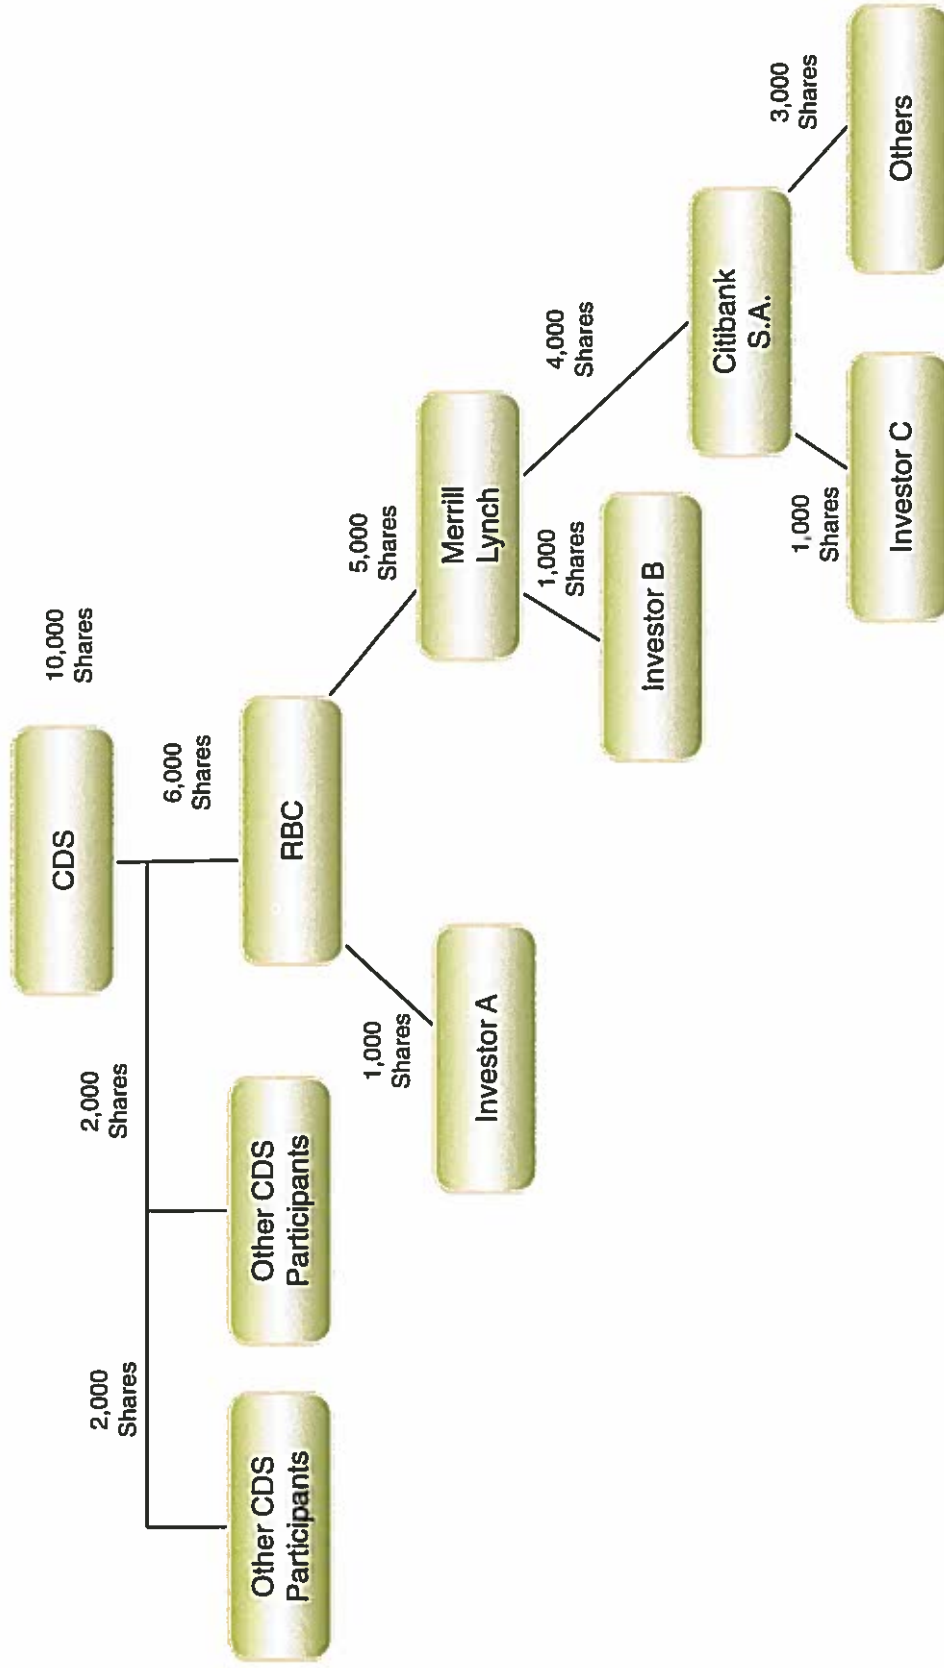 CDS
10,000
Shares
2,000
Shares
2,000
Shares
6,000
Shares
Other CDS
Participants
Other CDS
Participants
RBC
1,000
Shares
5,000
Shares
Investor A
Merrill
Lynch
1,000
Shares
4,000
Shares
Investor B
Citibank
S.A.
1,000
Shares
3,000
Shares
Investor C
Others